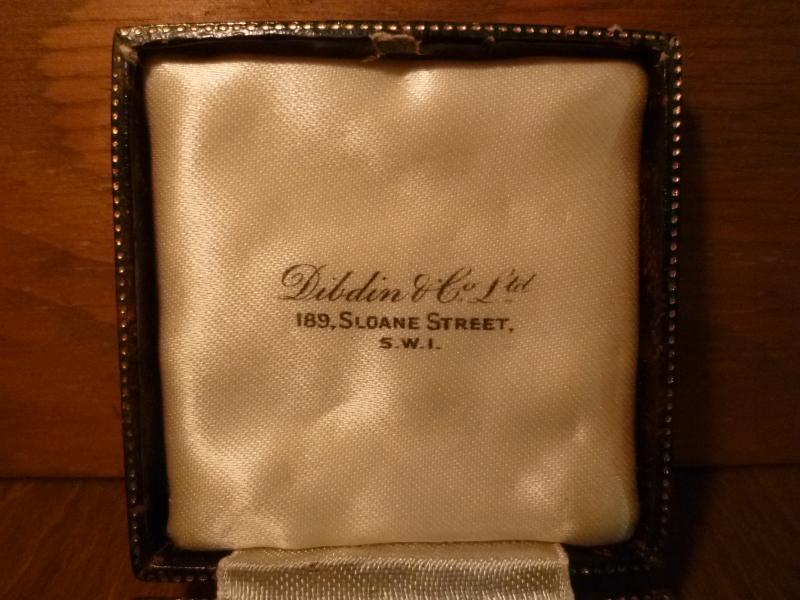 Dibdin & Co. Ltd
189, SLOANE STREET,
S.W.1.